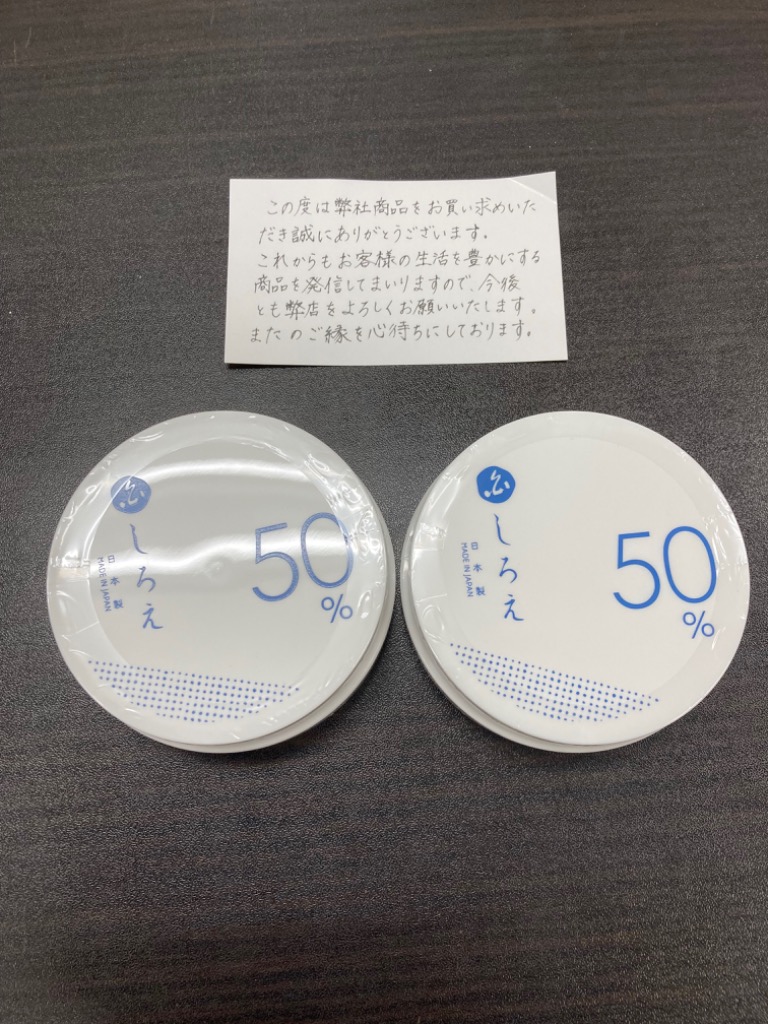 この度は弊社商品をお買い求めいた
だき誠にありがとうございます。
これからもお客様の生活を豊かにする
商品を発信してまいりますので、今後
とも弊店をよろしくお願いいたします。
またのご縁を心待ちにしております。
しろえ
日本製
MADE IN JAPAN
50
%
しろえ
日本製
MADE IN JAPAN
50
%